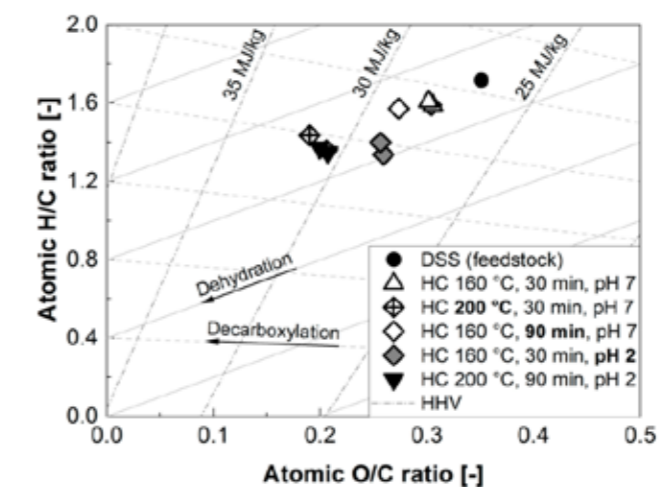 2.0
1.6
1.2
0.8
0.4
0.0
Atomic H/C ratio [-]
35 MJ/kg
30 MJ/kg
25 MJ/kg
Dehydration
Decarboxylation
DSS (feedstock)
HC 160 °C, 30 min, pH 7
HC 200 °C, 30 min, pH 7
HC 160 °C, 90 min, pH 7
HC 160 °C, 30 min, pH 2
HC 200 °C, 90 min, pH 2
HHV
0.0 0.1 0.2 0.3 0.4 0.5
Atomic O/C ratio [-]